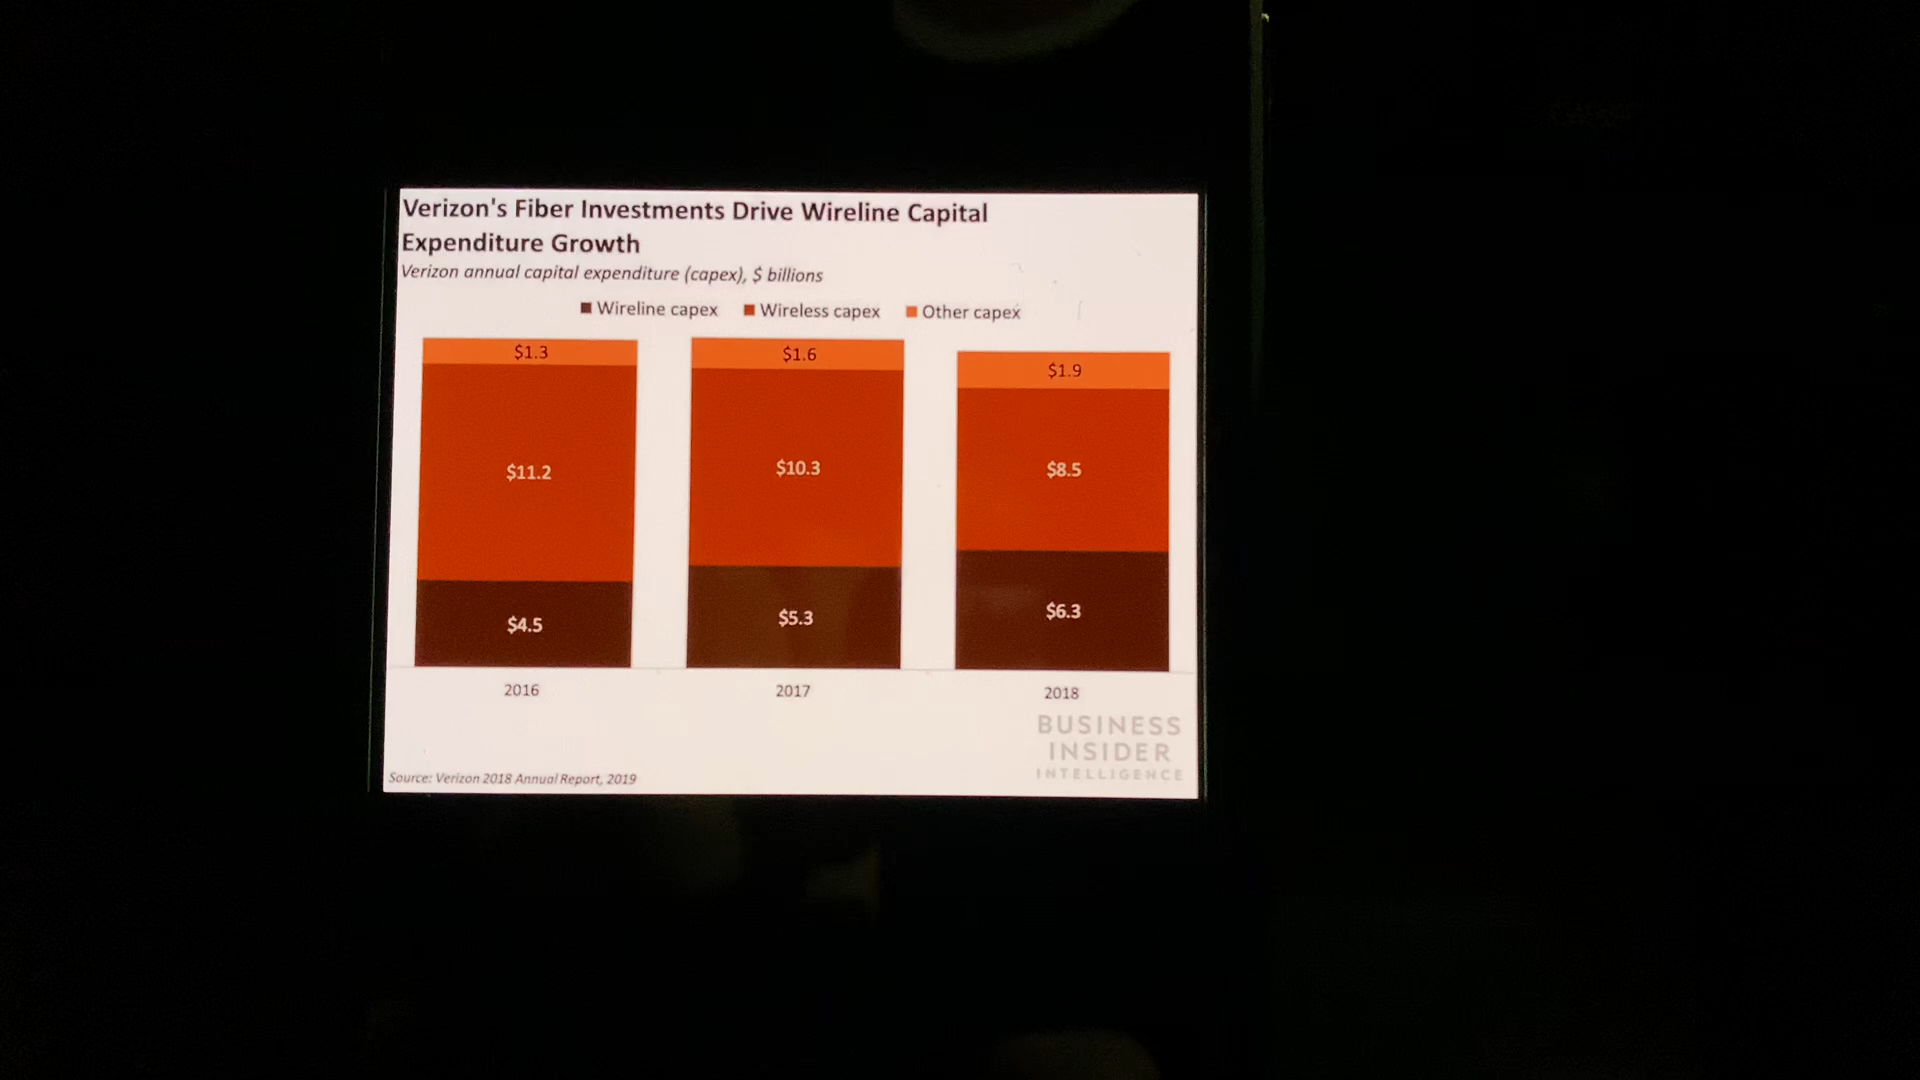 Verizon's Fiber Investments Drive Wireline Capital
Expenditure Growth
Verizon annual capital expenditure (capex), $ billions
Wireline capex Wireless capex Other capex
$1.3 $1.6 $1.9
$11.2 $10.3 $8.5
$4.5 $5.3 $6.3
2016 2017 2018
BUSINESS
INSIDER
INTELLIGENCE
Source: Verizon 2018 Annual Report, 2019